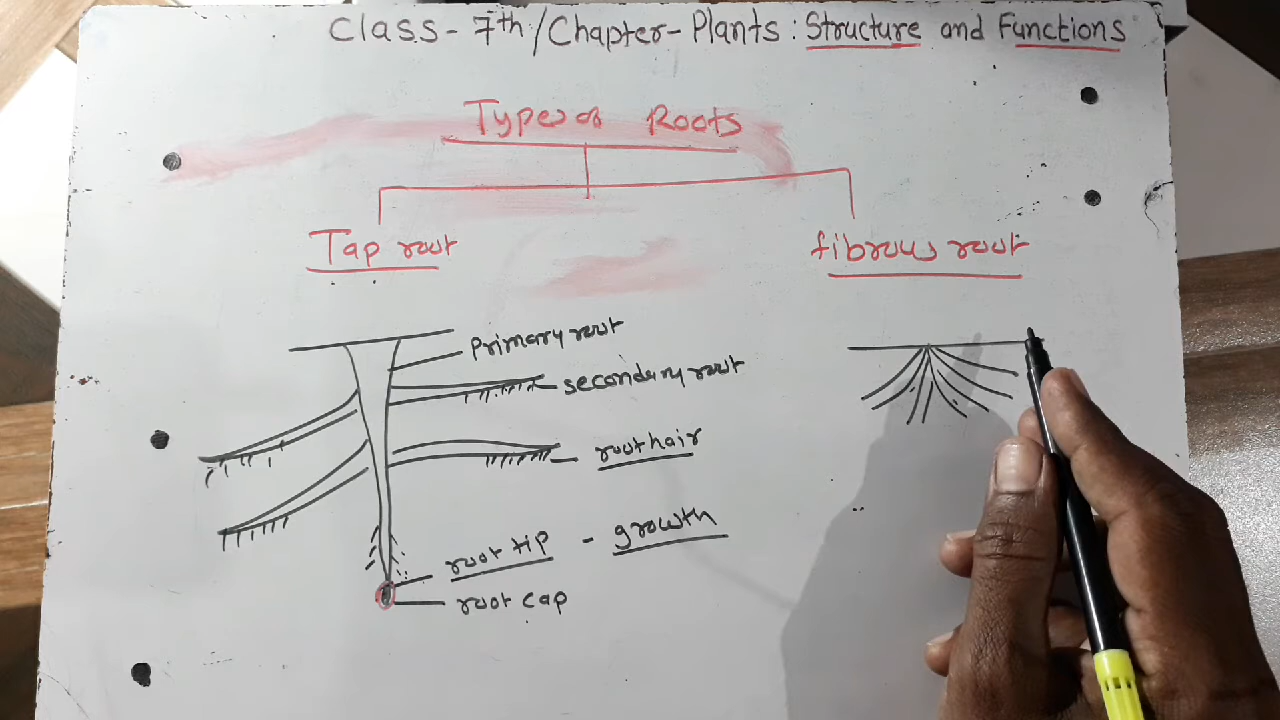 Class - 7th / Chapter - Plants : Structure and Functions
Types of Roots
Tap root
fibrous root
Primary root
secondary root
root hair
root tip - growth
root cap